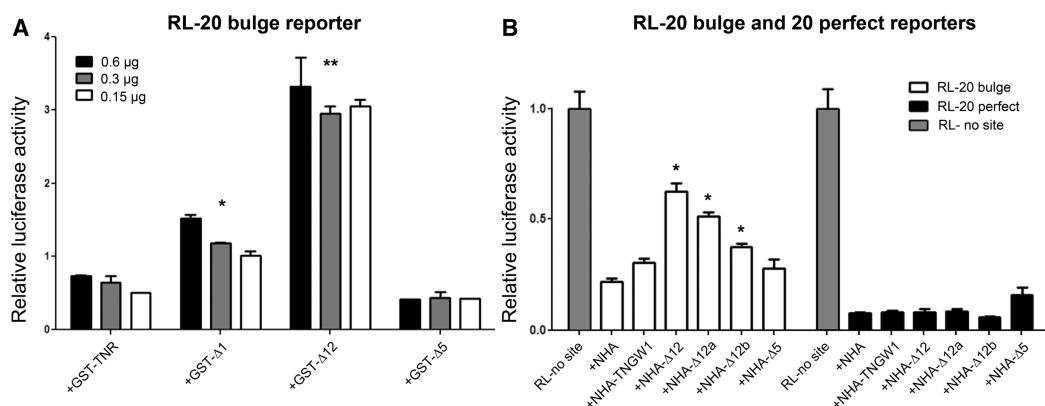 A
RL-20 bulge reporter
Relative luciferase activity
4
3
2
1
0
0.6 µg
0.3 µg
0.15 µg
*
**
+GST-TNR
+GST-Δ1
+GST-Δ12
+GST-Δ5
B
RL-20 bulge and 20 perfect reporters
Relative luciferase activity
1.0
0.5
0.0
RL-20 bulge
RL-20 perfect
RL- no site
*
*
*
RL-no site
+NHA
+NHA-TNGW1
+NHA-Δ12
+NHA-Δ12a
+NHA-Δ12b
+NHA-Δ5
RL-no site
+NHA
+NHA-TNGW1
+NHA-Δ12
+NHA-Δ12a
+NHA-Δ12b
+NHA-Δ5